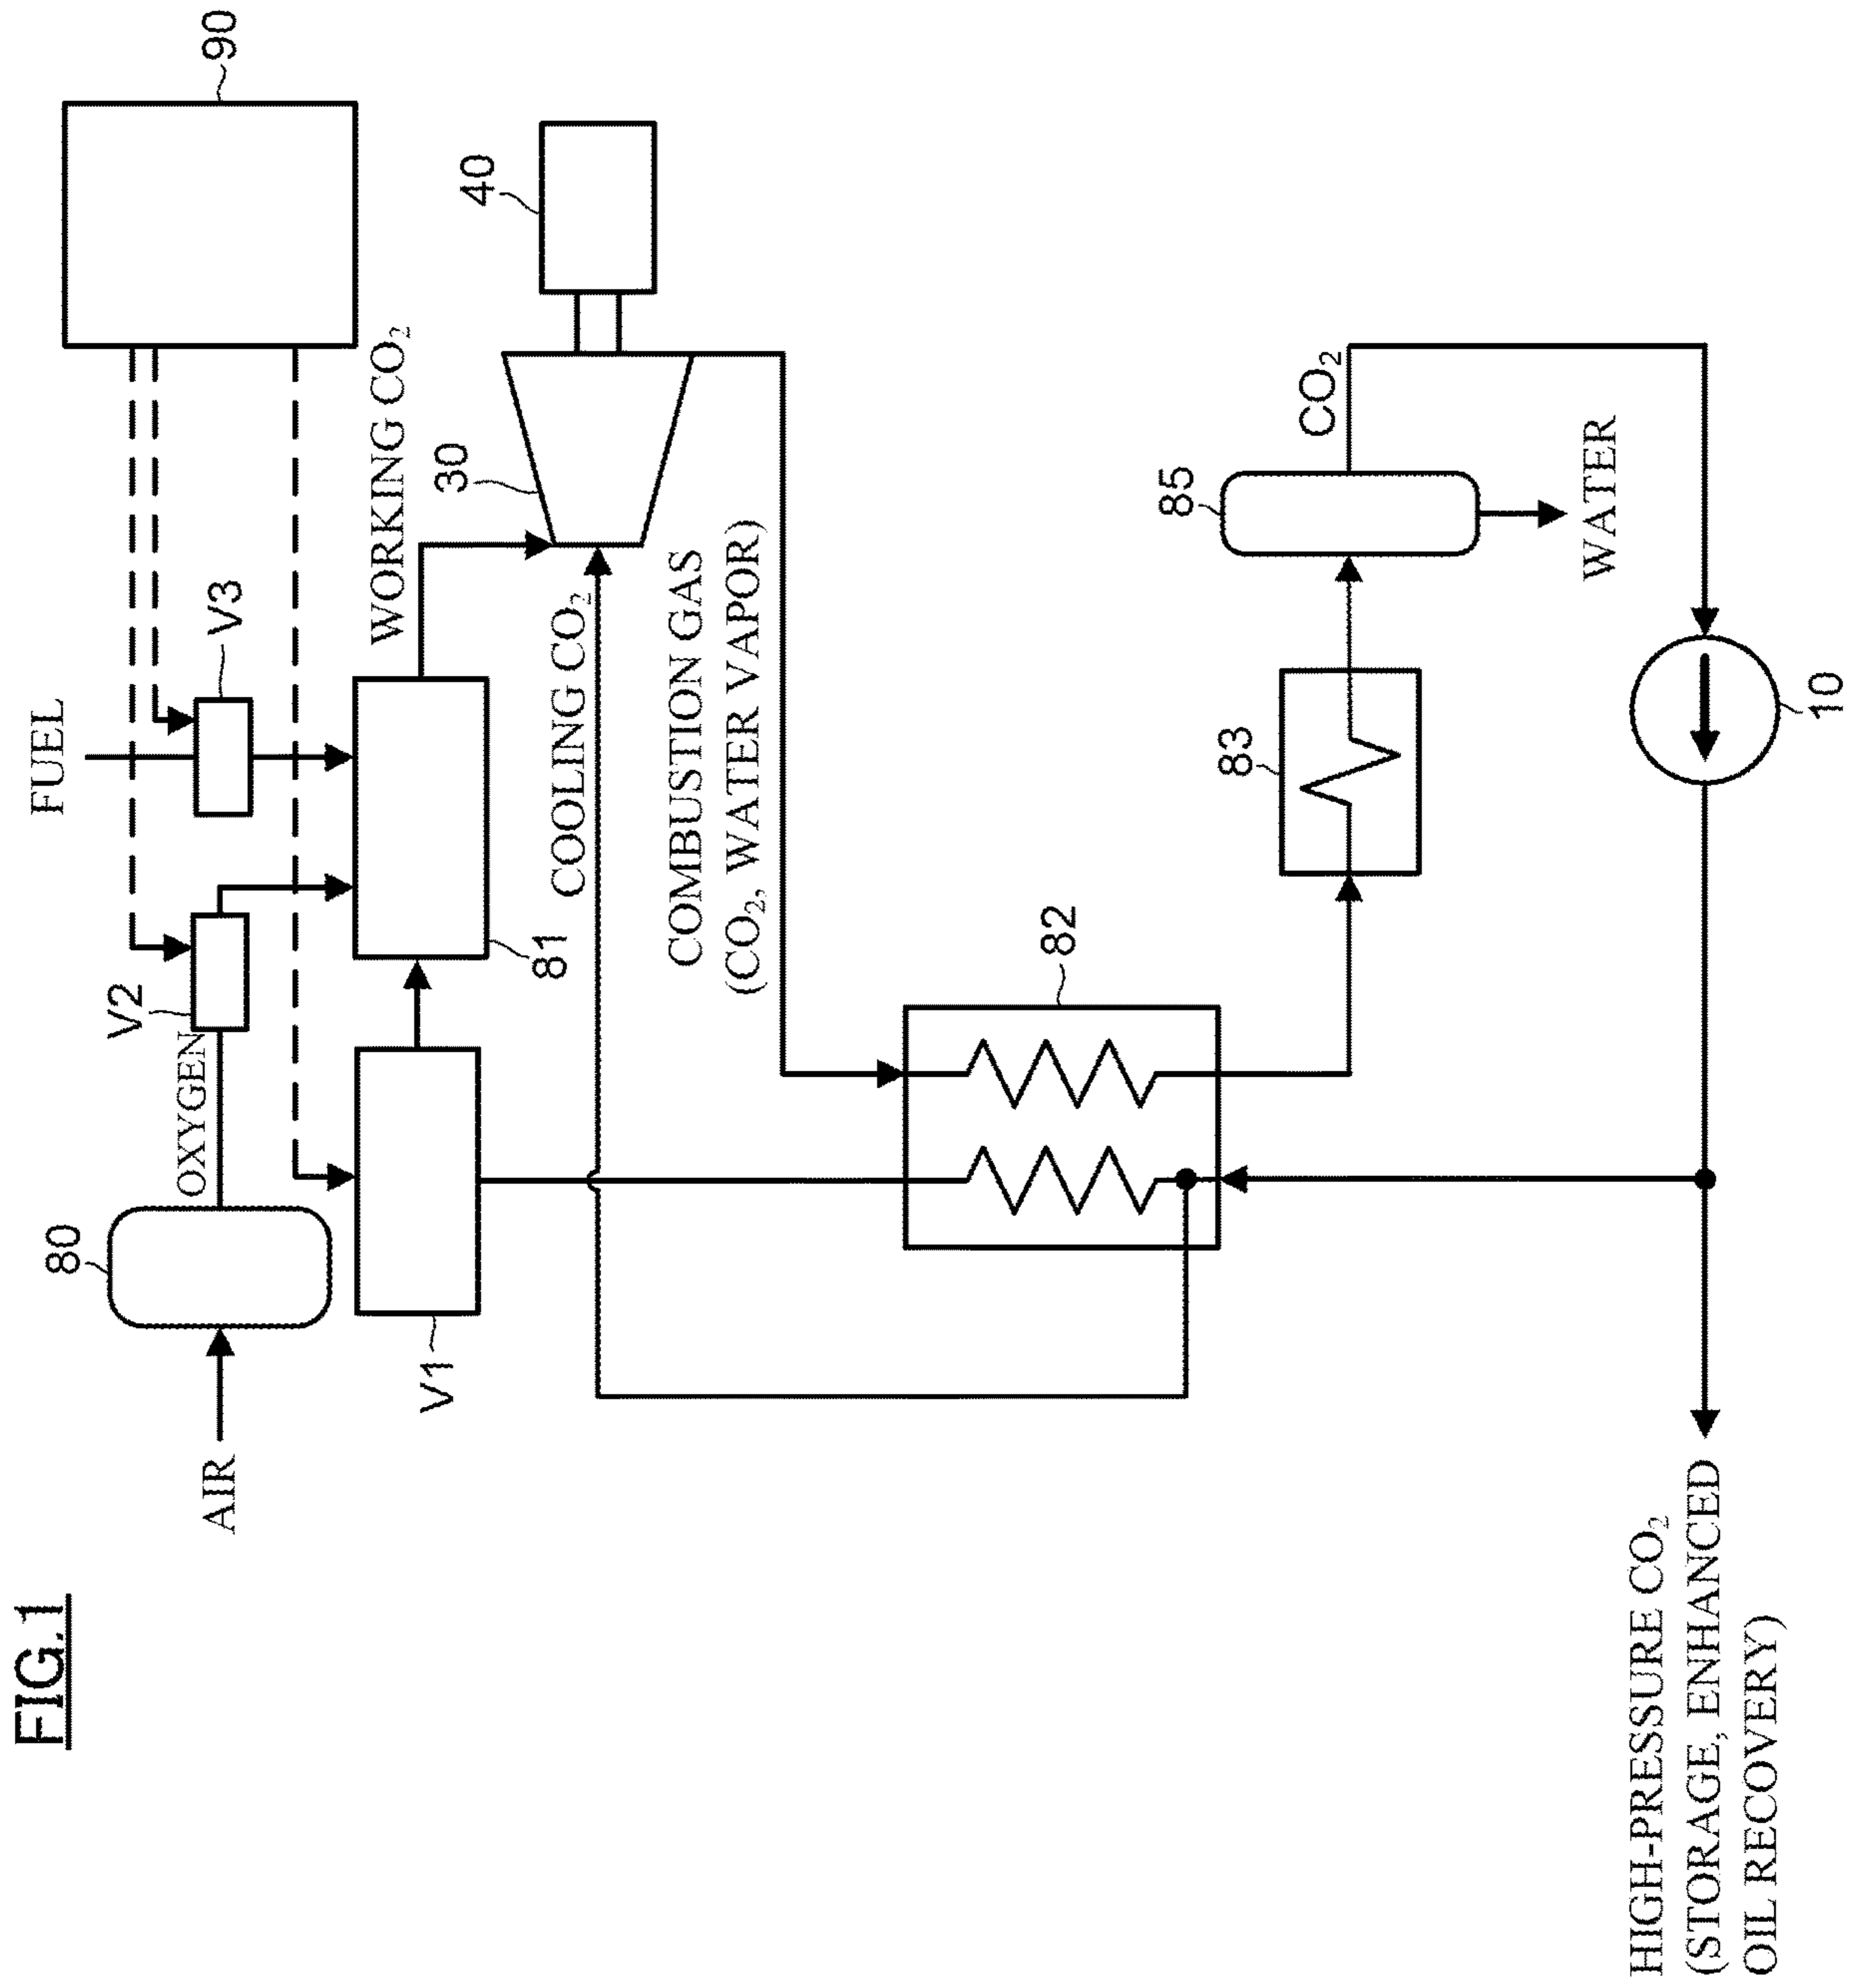 FIG.1
AIR
80
OXYGEN
V2
FUEL
V3
90
V1
81
WORKING CO₂
30
40
COOLING CO₂
COMBUSTION GAS
(CO₂, WATER VAPOR)
82
83
85
CO₂
WATER
10
HIGH-PRESSURE CO₂
(STORAGE, ENHANCED
OIL RECOVERY)